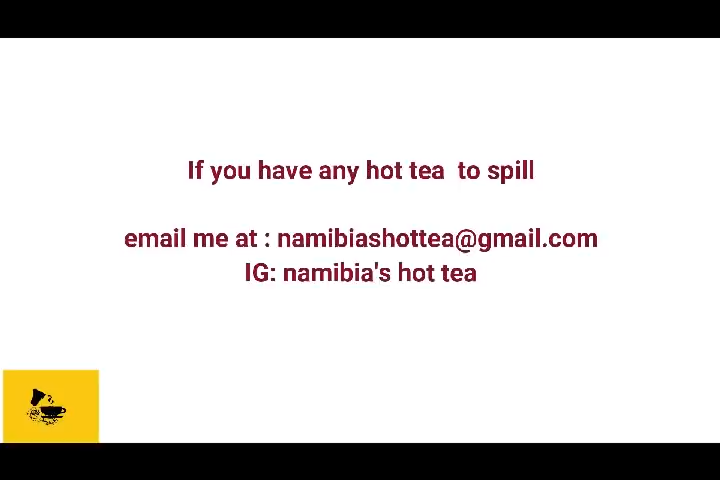 If you have any hot tea to spill
email me at : namibiashottea@gmail.com
IG: namibia's hot tea